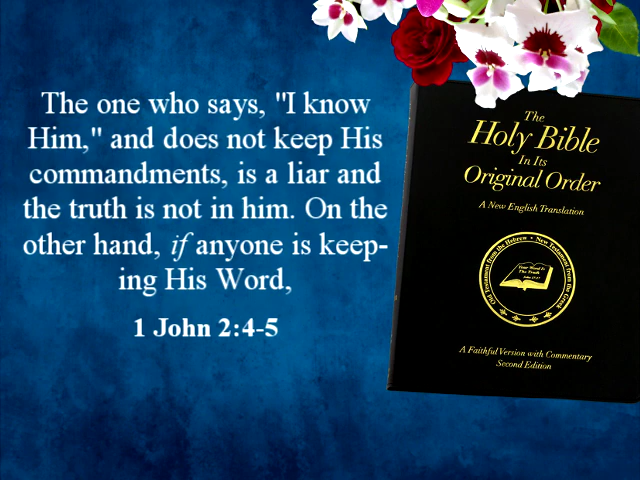 The one who says, "I know
Him," and does not keep His
commandments, is a liar and
the truth is not in him. On the
other hand, if anyone is keep-
ing His Word,
1 John 2:4-5
The
Holy Bible
In Its
Original Order
A New English Translation
Old Testament from the Hebrew • New Testament from the Greek
Your Word Is
The Truth
John 17:17
A Faithful Version with Commentary
Second Edition